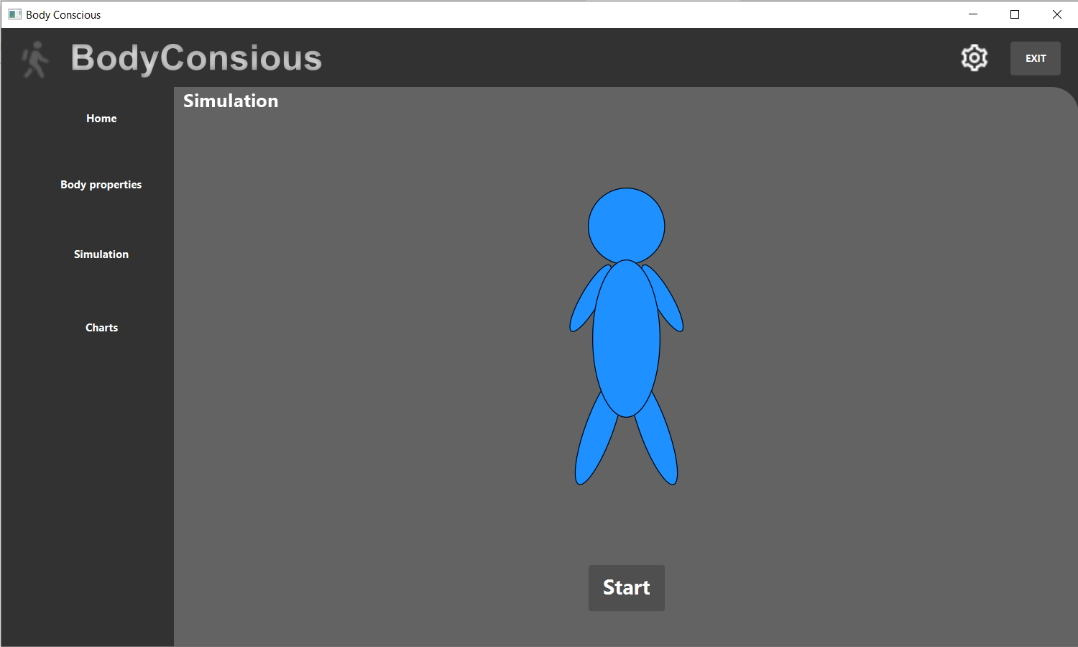 Body Conscious
BodyConsious
EXIT
Simulation
Home
Body properties
Simulation
Charts
Start